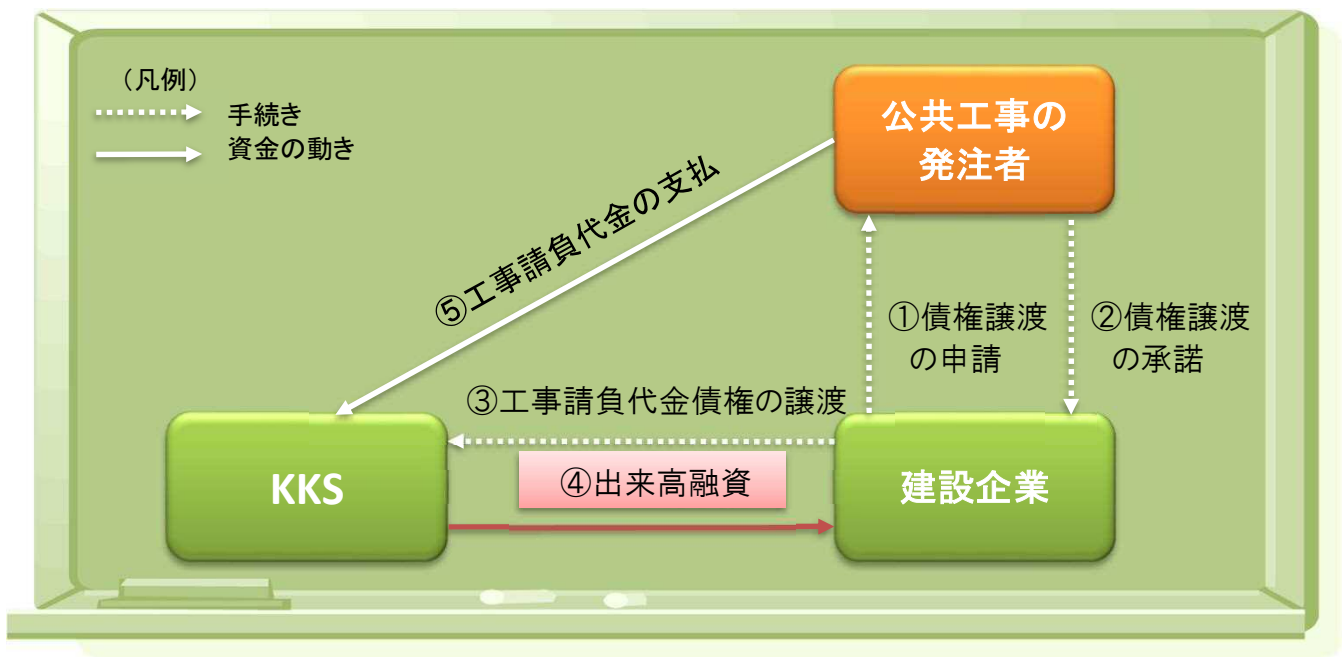 （凡例）
手続き
資金の動き
公共工事の
発注者
⑤工事請負代金の支払
①債権譲渡
の申請
②債権譲渡
の承諾
③工事請負代金債権の譲渡
KKS
④出来高融資
建設企業